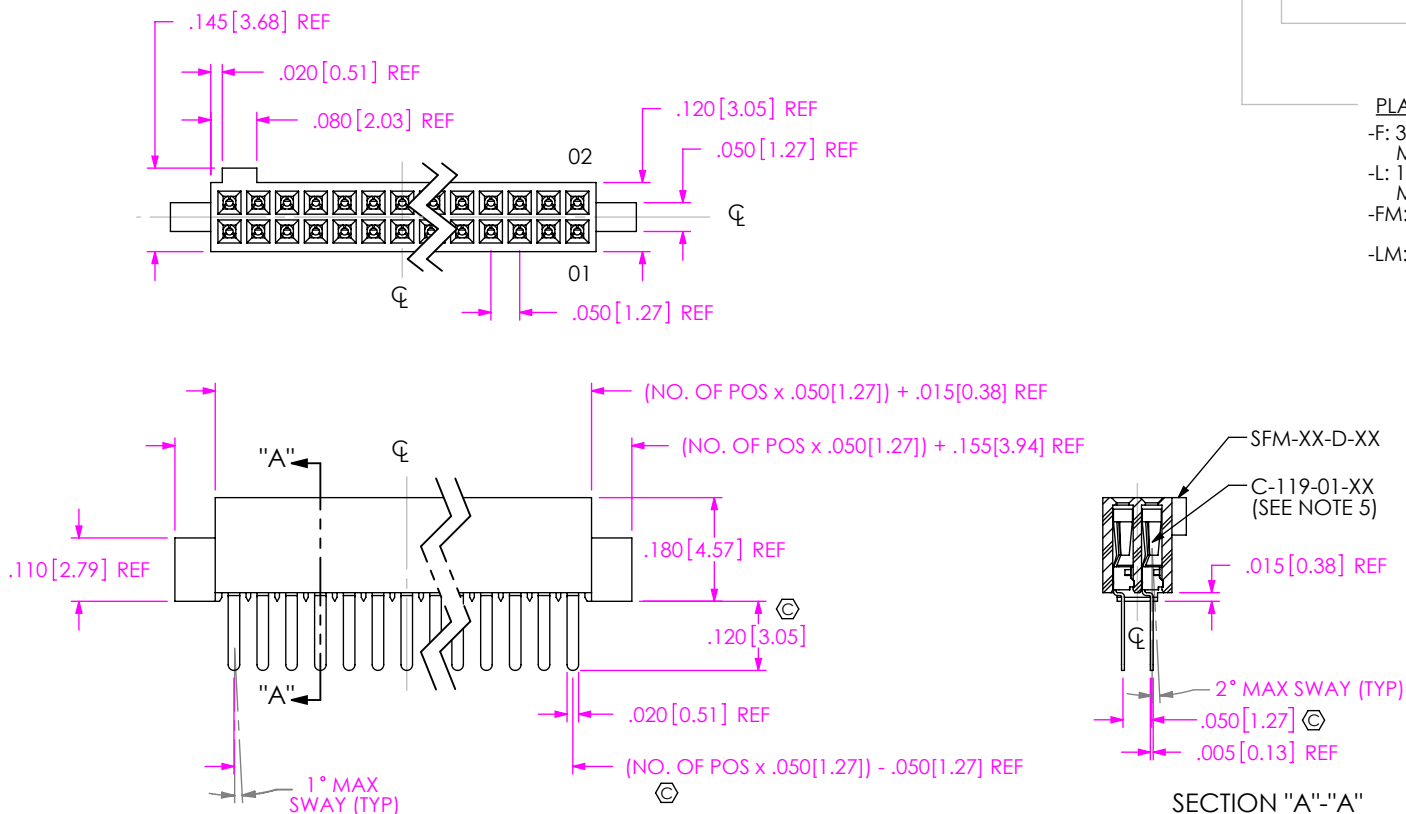 .145[3.68] REF
.020[0.51] REF
.080[2.03] REF
.120[3.05] REF
.050[1.27] REF
02
℄
01
℄
.050[1.27] REF
PLA
-F: 3
M
-L: 1
M
-FM:
-LM:
(NO. OF POS x .050[1.27]) + .015[0.38] REF
(NO. OF POS x .050[1.27]) + .155[3.94] REF
"A"
℄
.110[2.79] REF
.180[4.57] REF
C
.120[3.05]
"A"
.020[0.51] REF
(NO. OF POS x .050[1.27]) - .050[1.27] REF
C
1° MAX
SWAY (TYP)
SFM-XX-D-XX
C-119-01-XX
(SEE NOTE 5)
.015[0.38] REF
℄
2° MAX SWAY (TYP)
.050[1.27] C
.005[0.13] REF
SECTION "A"-"A"